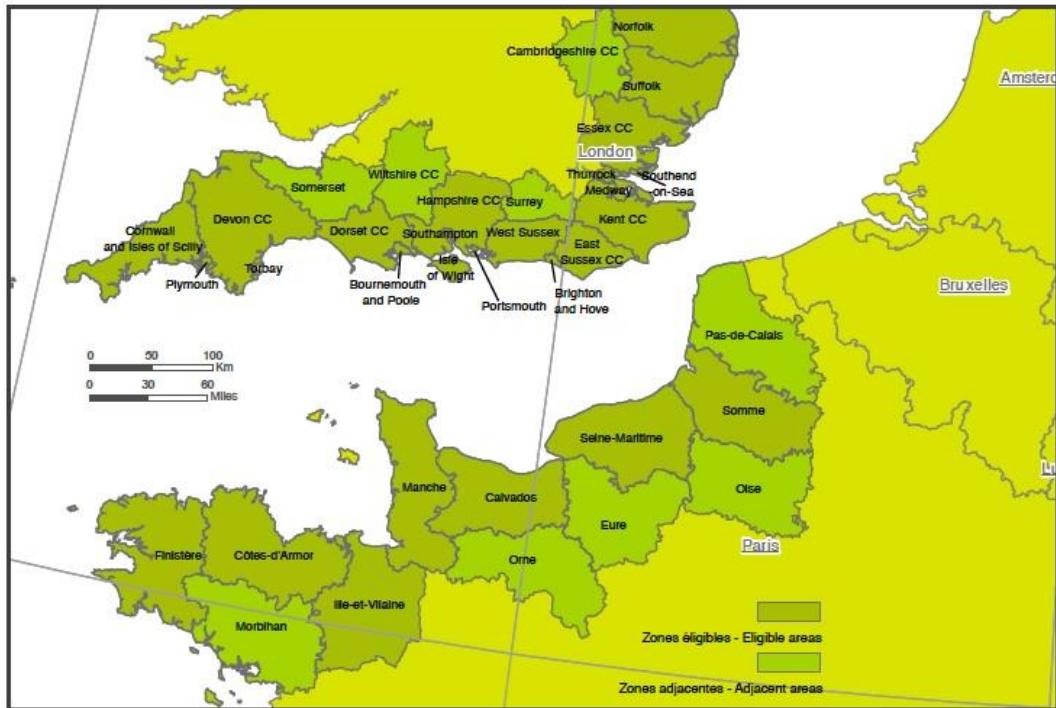 Norfolk
Cambridgeshire CC
Amsterd
Suffolk
Essex CC
London
Thurrock
Southend
-on-Sea
Medway
Somerset
Wiltshire CC
Hampshire CC
Surrey
Kent CC
Cornwall
and Isles of Scilly
Devon CC
Dorset CC
Southampton
West Sussex
East
Sussex CC
Isle
of Wight
Plymouth
Torbay
Bournemouth
and Poole
Portsmouth
Brighton
and Hove
Bruxelles
Pas-de-Calais
0 50 100
Km
0 30 60
Miles
Somme
Seine-Maritime
Lu
Manche
Calvados
Oise
Eure
Paris
Finistère
Côtes-d'Armor
Orne
Ille-et-Vilaine
Morbihan
Zones éligibles - Eligible areas
Zones adjacentes - Adjacent areas